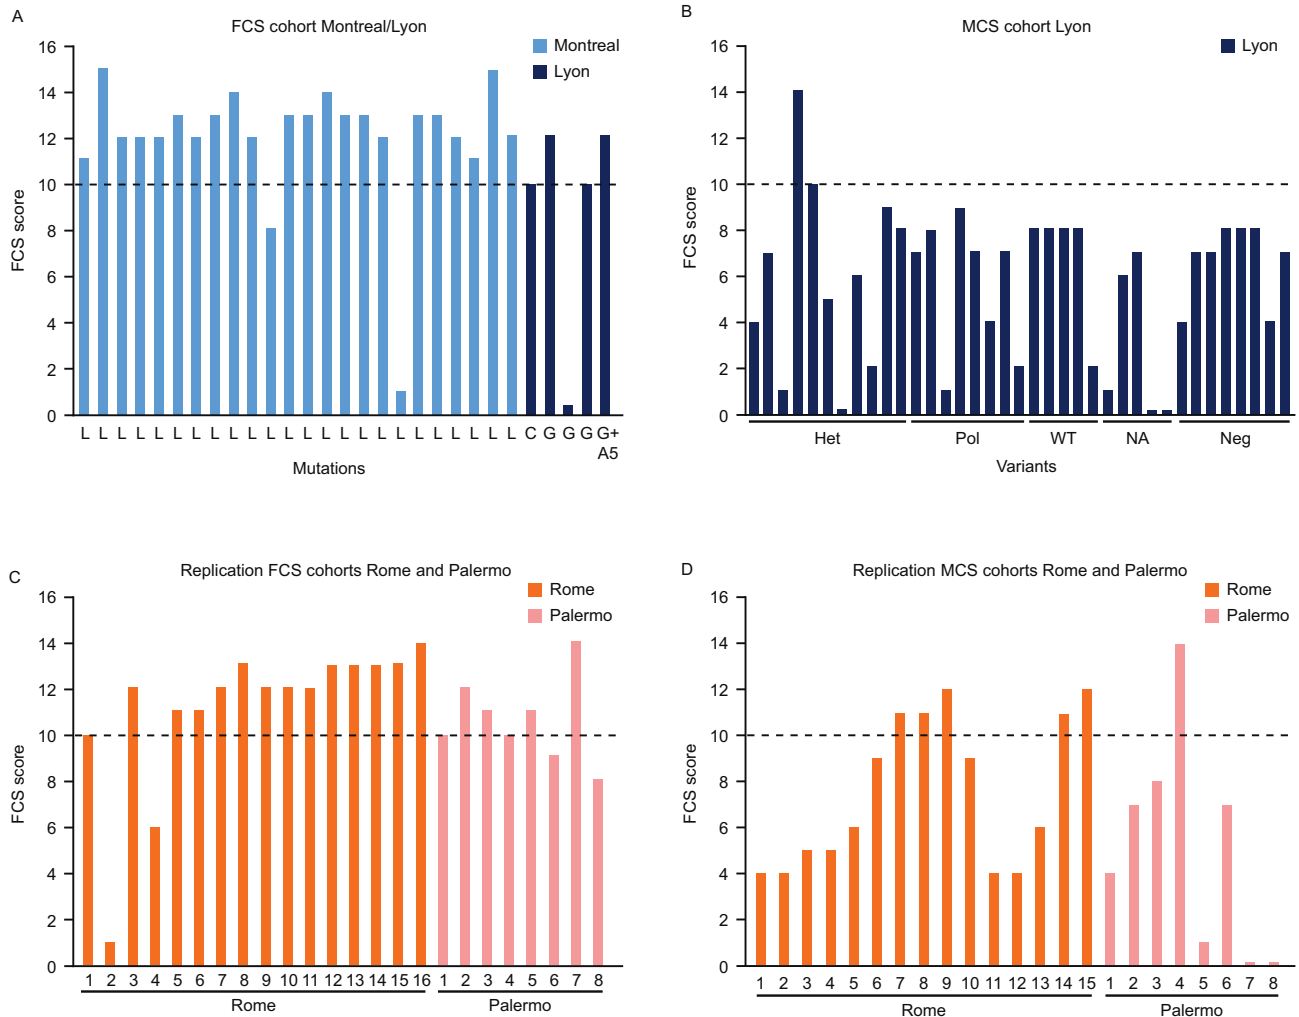 A
FCS cohort Montreal/Lyon
Montreal
Lyon
16
14
12
10
8
6
4
2
0
FCS score
L L L L L L L L L L L L L L L L L L L L L L L L C G G G G+
A5
Mutations
B
MCS cohort Lyon
Lyon
16
14
12
10
8
6
4
2
0
FCS score
Het Pol WT NA Neg
Variants
C
Replication FCS cohorts Rome and Palermo
Rome
Palermo
16
14
12
10
8
6
4
2
0
FCS score
1 2 3 4 5 6 7 8 9 10 11 12 13 14 15 16 1 2 3 4 5 6 7 8
Rome Palermo
D
Replication MCS cohorts Rome and Palermo
Rome
Palermo
16
14
12
10
8
6
4
2
0
FCS score
1 2 3 4 5 6 7 8 9 10 11 12 13 14 15 1 2 3 4 5 6 7 8
Rome Palermo